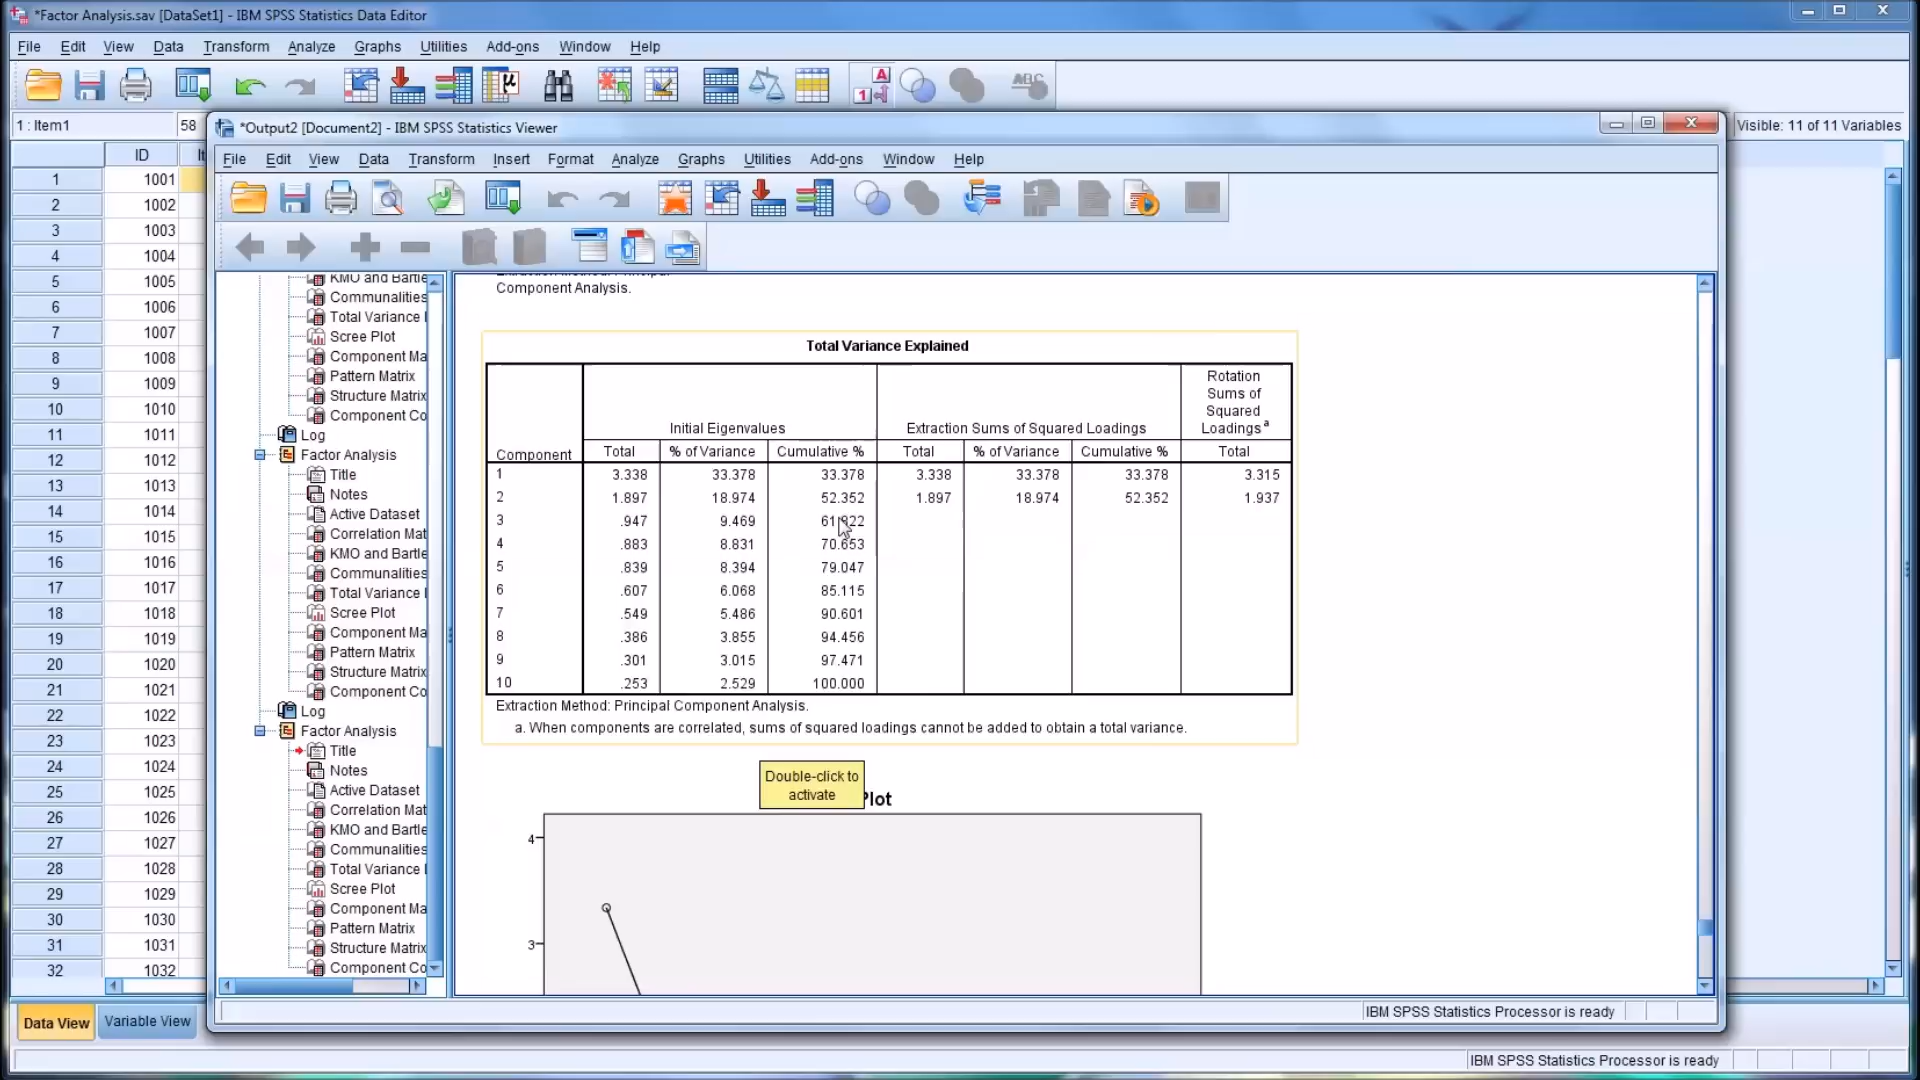 *Factor Analysis.sav [DataSet1] - IBM SPSS Statistics Data Editor
File Edit View Data Transform Analyze Graphs Utilities Add-ons Window Help
1 : Item1 58
Visible: 11 of 11 Variables
ID
1 1001
2 1002
3 1003
4 1004
5 1005
6 1006
7 1007
8 1008
9 1009
10 1010
11 1011
12 1012
13 1013
14 1014
15 1015
16 1016
17 1017
18 1018
19 1019
20 1020
21 1021
22 1022
23 1023
24 1024
25 1025
26 1026
27 1027
28 1028
29 1029
30 1030
31 1031
32 1032
Data View Variable View
*Output2 [Document2] - IBM SPSS Statistics Viewer
File Edit View Data Transform Insert Format Analyze Graphs Utilities Add-ons Window Help
KMO and Bartle
Communalities
Total Variance
Scree Plot
Component Ma
Pattern Matrix
Structure Matrix
Component Co
Log
Factor Analysis
Title
Notes
Active Dataset
Correlation Mat
KMO and Bartle
Communalities
Total Variance
Scree Plot
Component Ma
Pattern Matrix
Structure Matrix
Component Co
Log
Factor Analysis
Title
Notes
Active Dataset
Correlation Mat
KMO and Bartle
Communalities
Total Variance
Scree Plot
Component Ma
Pattern Matrix
Structure Matrix
Component Co
Component Analysis.
Total Variance Explained
Component
Initial Eigenvalues
Extraction Sums of Squared Loadings
Rotation
Sums of
Squared
Loadings a
Total % of Variance Cumulative % Total % of Variance Cumulative % Total
1 3.338 33.378 33.378 3.338 33.378 33.378 3.315
2 1.897 18.974 52.352 1.897 18.974 52.352 1.937
3 .947 9.469
4 .883 8.831 70.653
5 .839 8.394 79.047
6 .607 6.068 85.115
7 .549 5.486 90.601
8 .386 3.855 94.456
9 .301 3.015 97.471
10 .253 2.529 100.000
Extraction Method: Principal Component Analysis.
a. When components are correlated, sums of squared loadings cannot be added to obtain a total variance.
Double-click to
activate
Plot
4
3
IBM SPSS Statistics Processor is ready
IBM SPSS Statistics Processor is ready